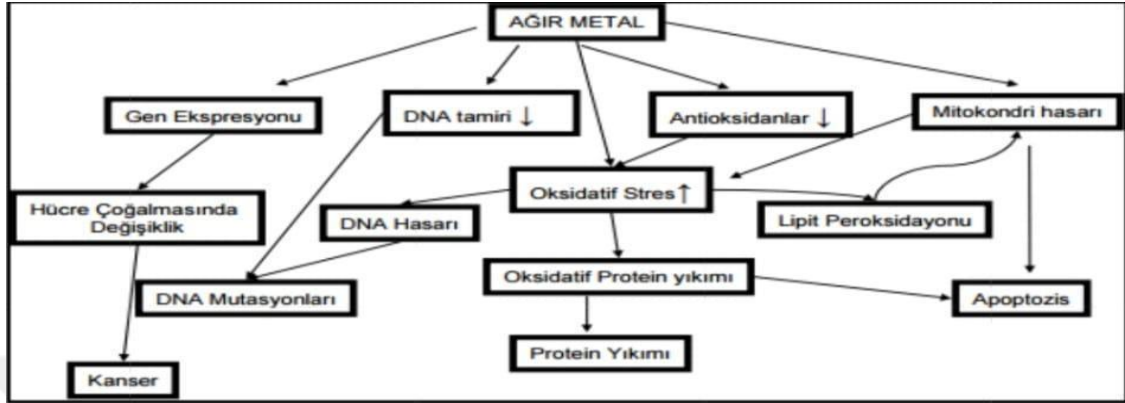 AĞIR METAL
Gen Ekspresyonu
DNA tamiri ↓
Antioksidanlar ↓
Mitokondri hasarı
Hücre Çoğalmasında
Değişiklik
DNA Hasarı
Oksidatif Stres↑
Lipit Peroksidayonu
DNA Mutasyonları
Oksidatif Protein yıkımı
Apoptozis
Protein Yıkımı
Kanser